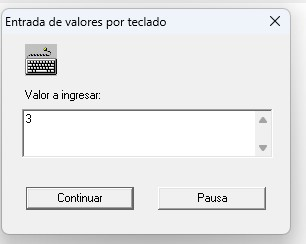 Entrada de valores por teclado
Valor a ingresar:
3
Continuar
Pausa